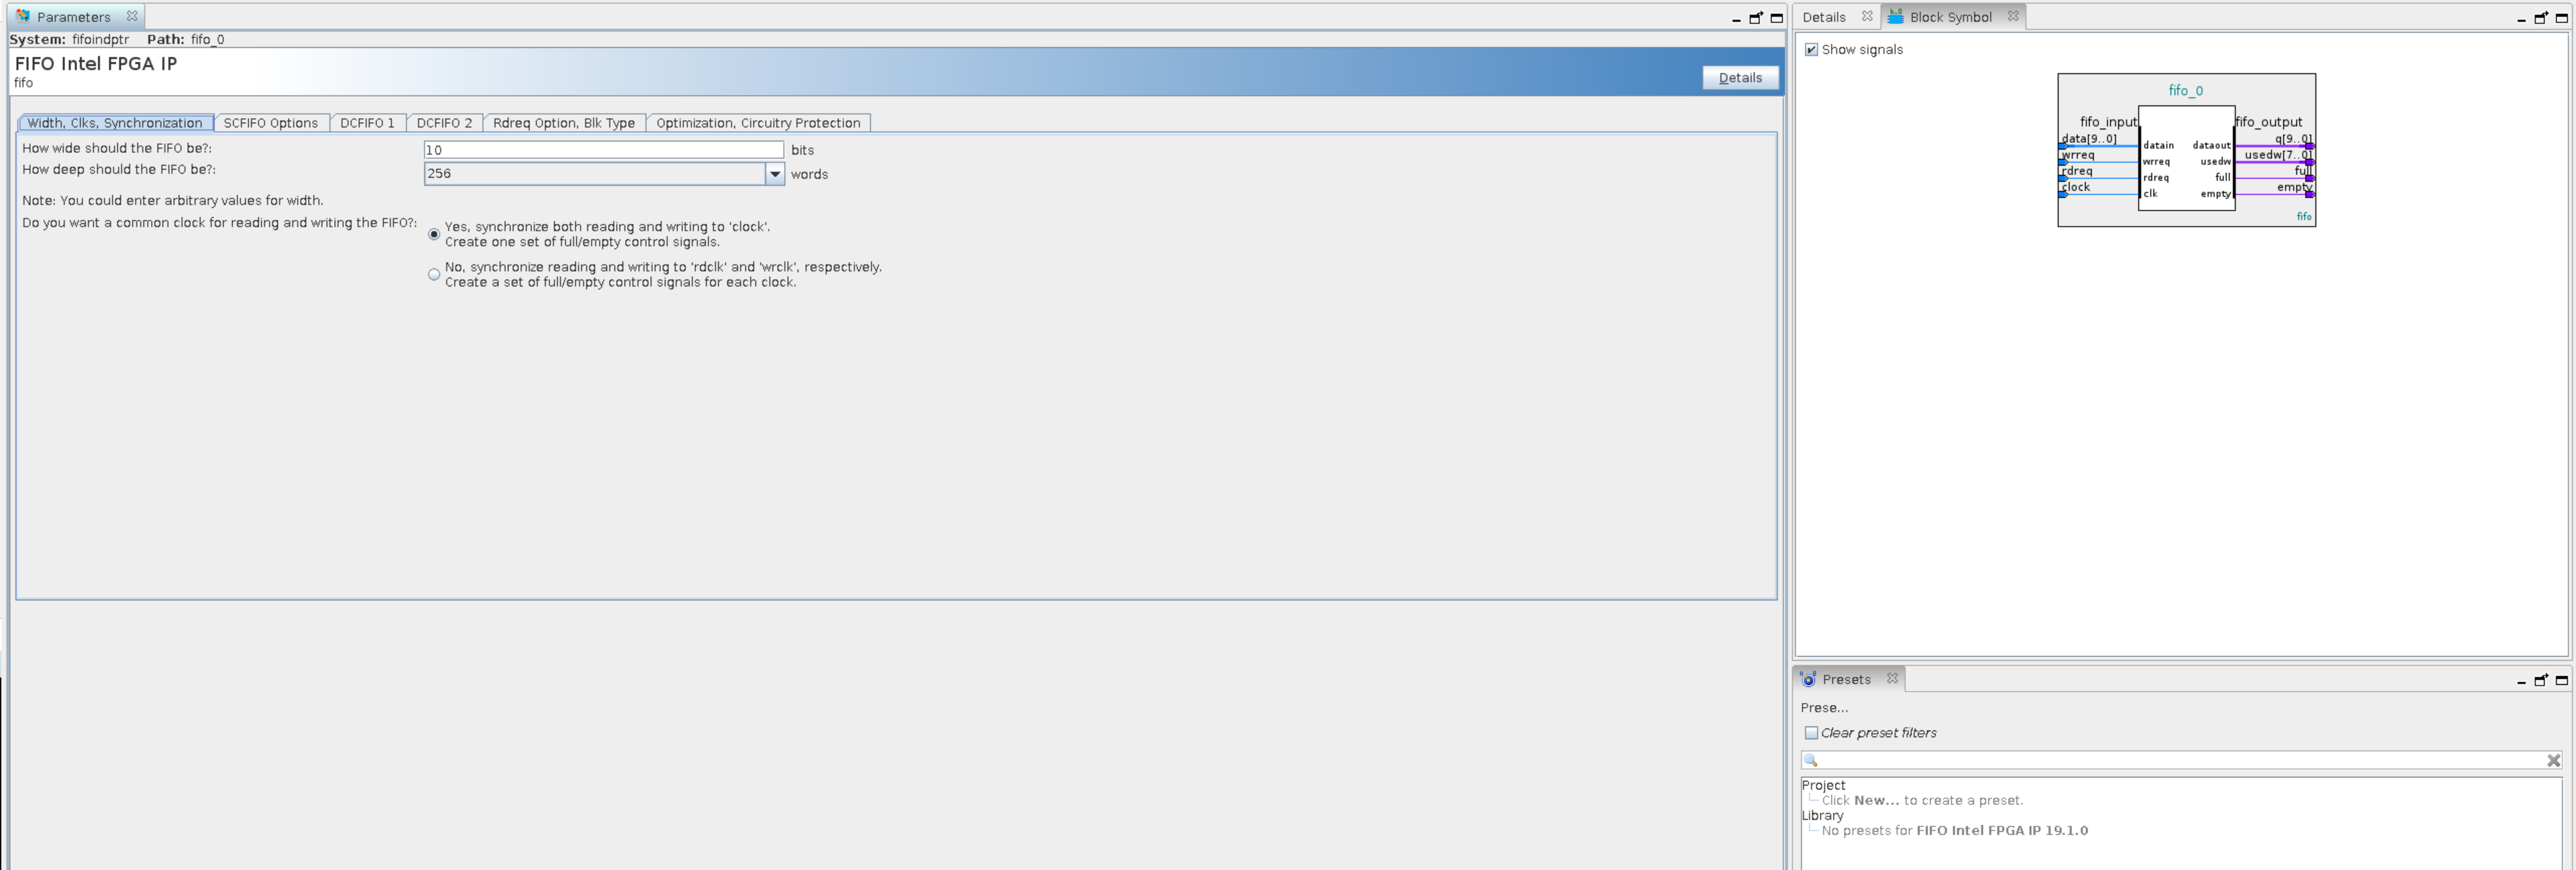 Parameters
System: fifoindptr Path: fifo_0
FIFO Intel FPGA IP
fifo
Details
Width, Clks, Synchronization SCFIFO Options DCFIFO 1 DCFIFO 2 Rdreq Option, Blk Type Optimization, Circuitry Protection
How wide should the FIFO be?: 10 bits
How deep should the FIFO be?: 256 words
Note: You could enter arbitrary values for width.
Do you want a common clock for reading and writing the FIFO?:
Yes, synchronize both reading and writing to 'clock'.
Create one set of full/empty control signals.
No, synchronize reading and writing to 'rdclk' and 'wrclk', respectively.
Create a set of full/empty control signals for each clock.
Details Block Symbol
Show signals
fifo_0
fifo_input fifo_output
data[9..0] datain dataout q[9..0]
wrreq wrreq usedw usedw[7..0]
rdreq rdreq full full
clock clk empty empty
fifo
Presets
Prese...
Clear preset filters
Project
Click New... to create a preset.
Library
No presets for FIFO Intel FPGA IP 19.1.0